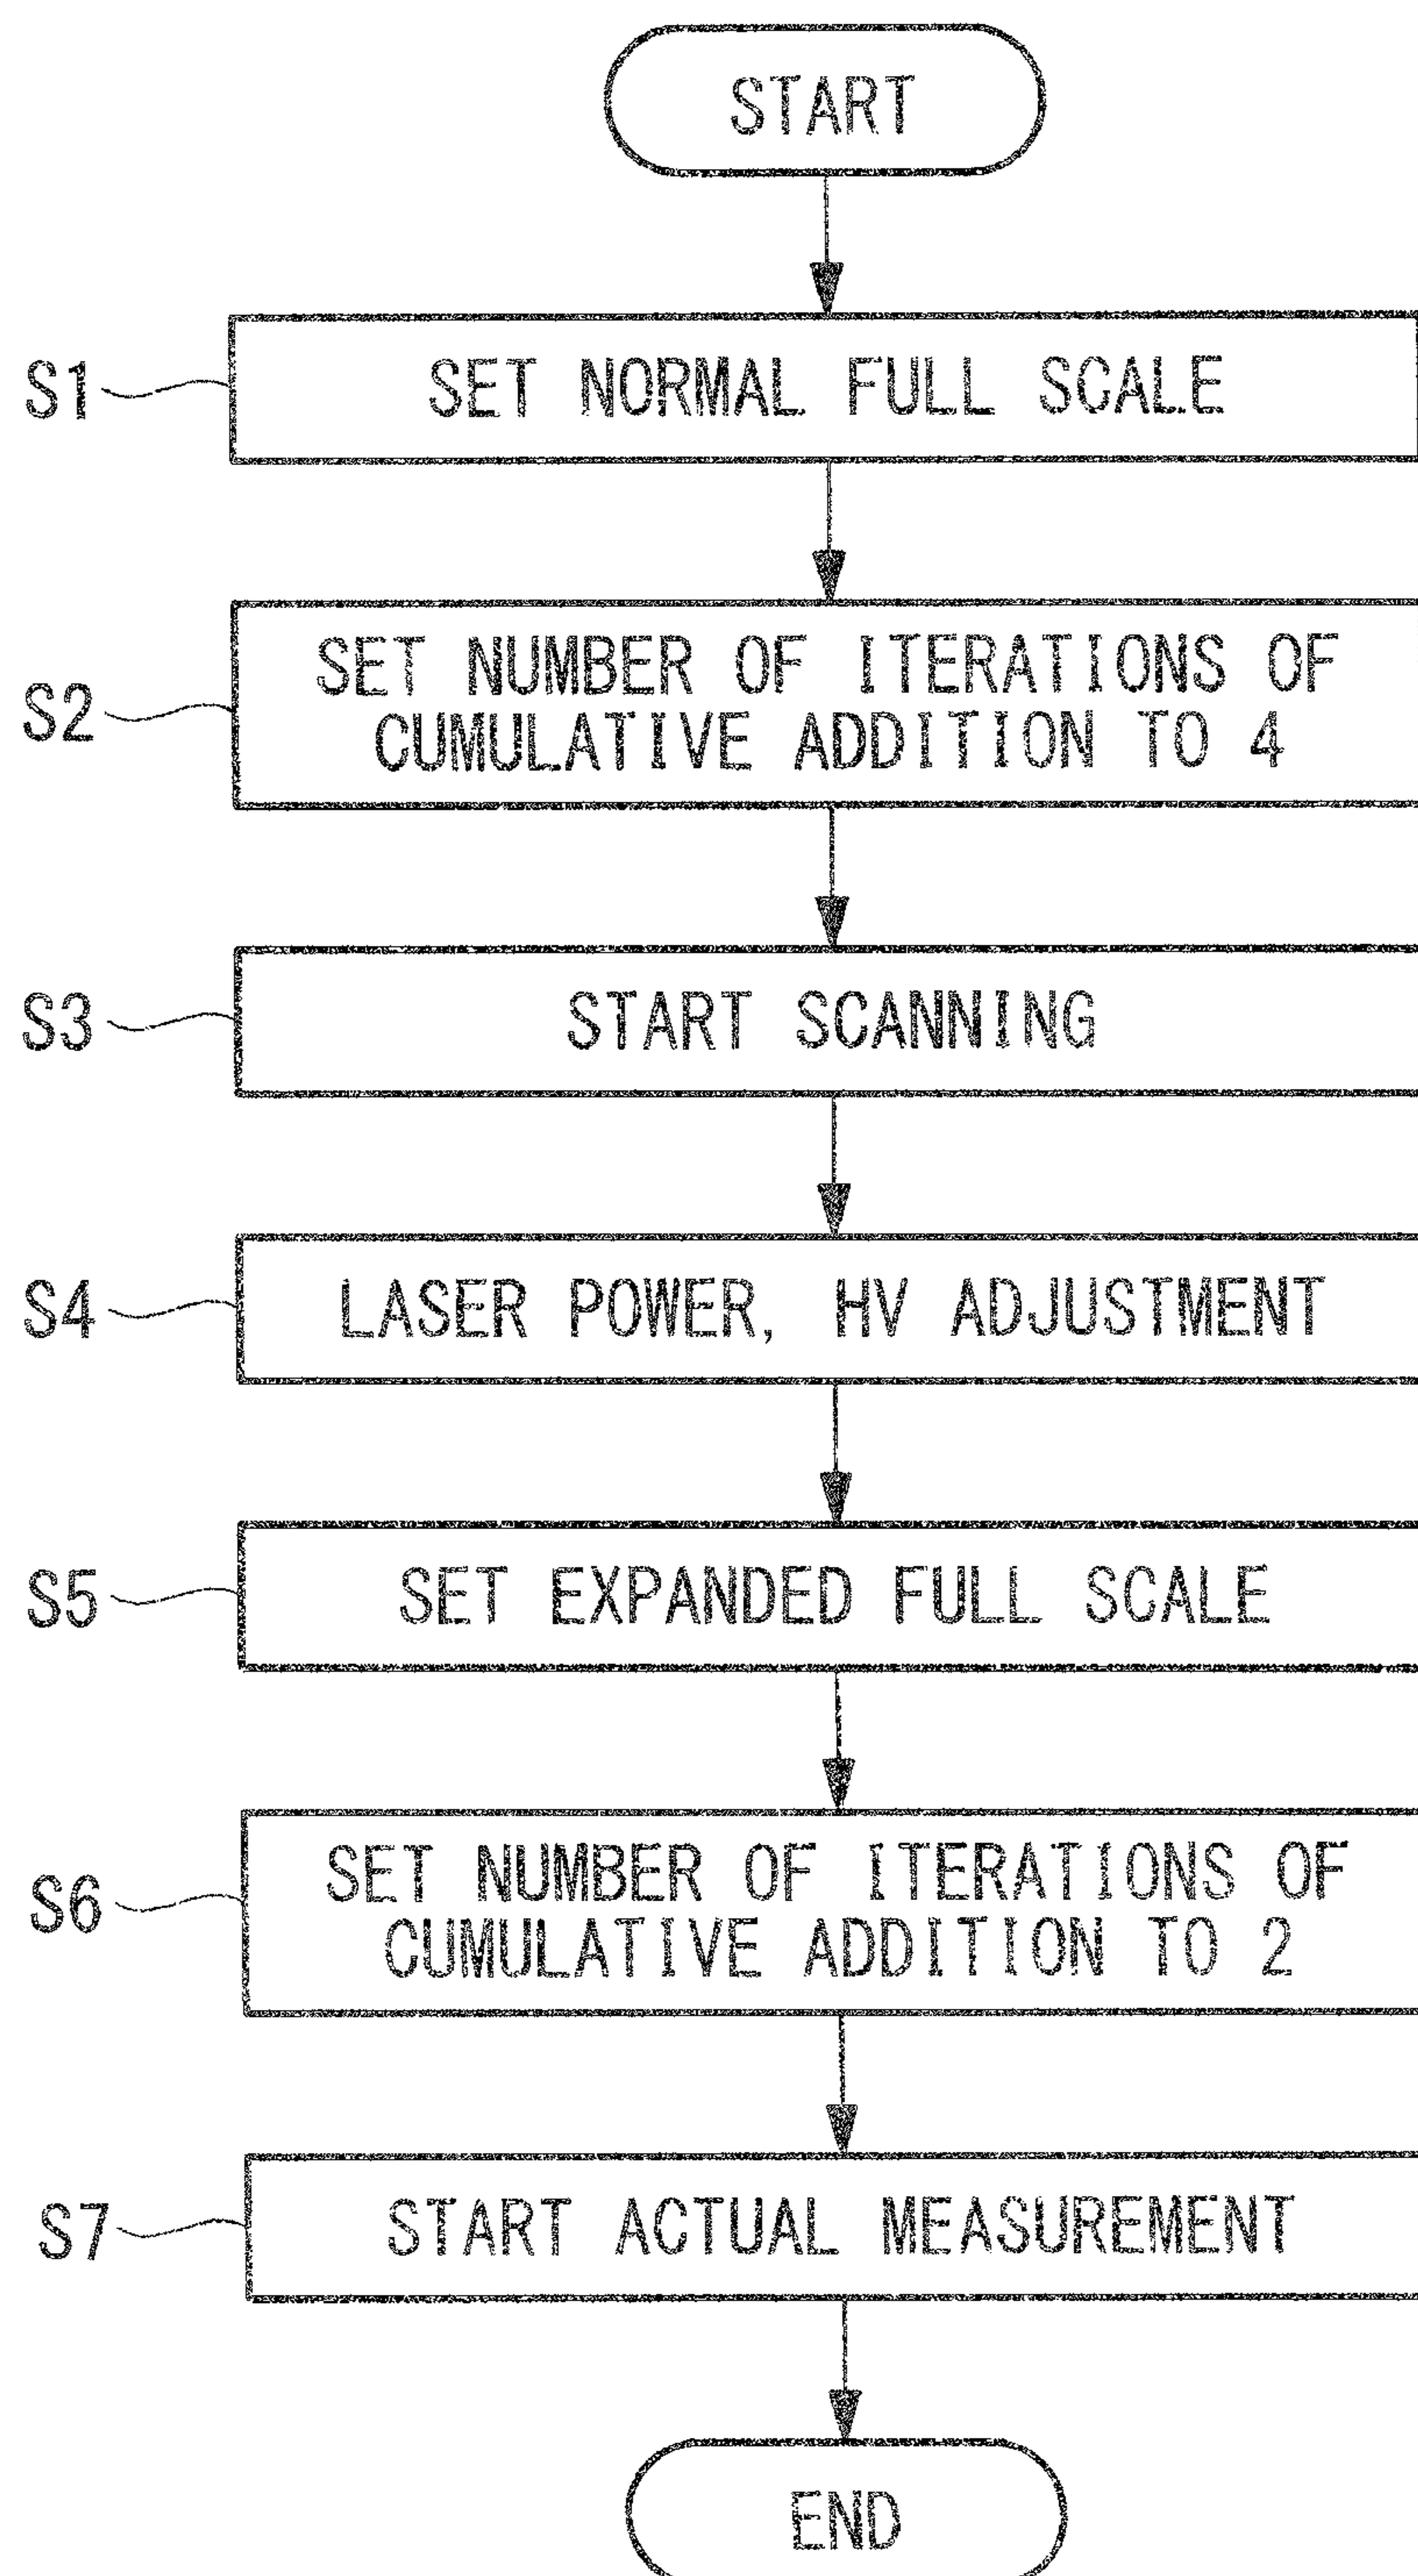 START
S1
SET NORMAL FULL SCALE
S2
SET NUMBER OF ITERATIONS OF
CUMULATIVE ADDITION TO 4
S3
START SCANNING
S4
LASER POWER, HV ADJUSTMENT
S5
SET EXPANDED FULL SCALE
S6
SET NUMBER OF ITERATIONS OF
CUMULATIVE ADDITION TO 2
S7
START ACTUAL MEASUREMENT
END